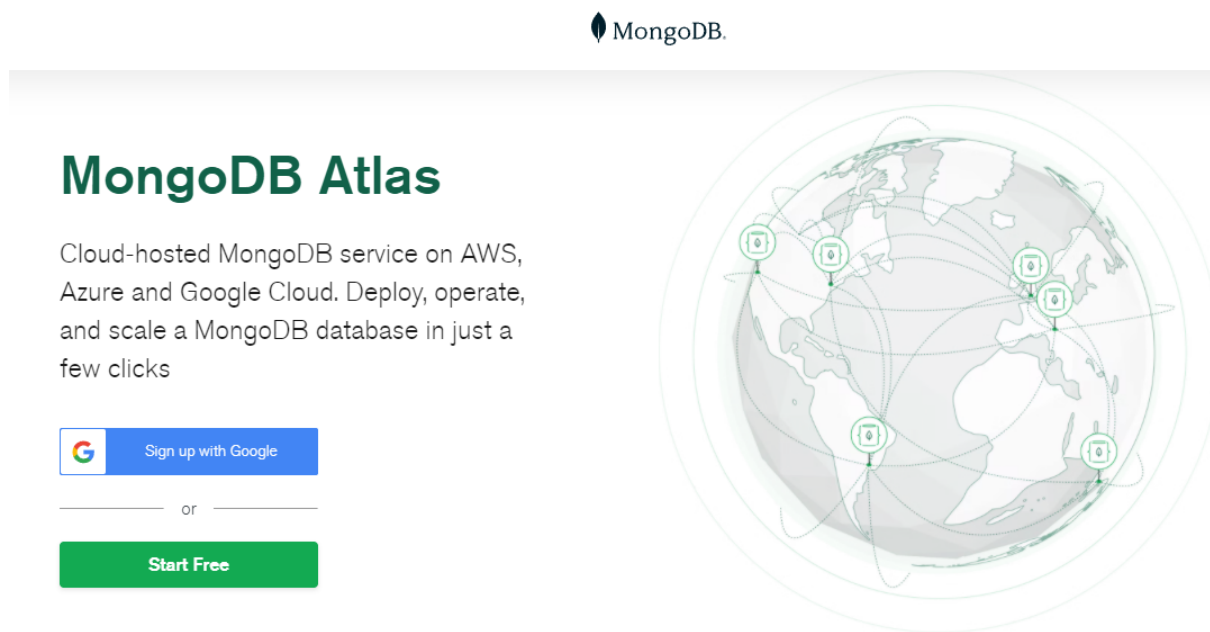 MongoDB.
MongoDB Atlas
Cloud-hosted MongoDB service on AWS,
Azure and Google Cloud. Deploy, operate,
and scale a MongoDB database in just a
few clicks
Sign up with Google
or
Start Free